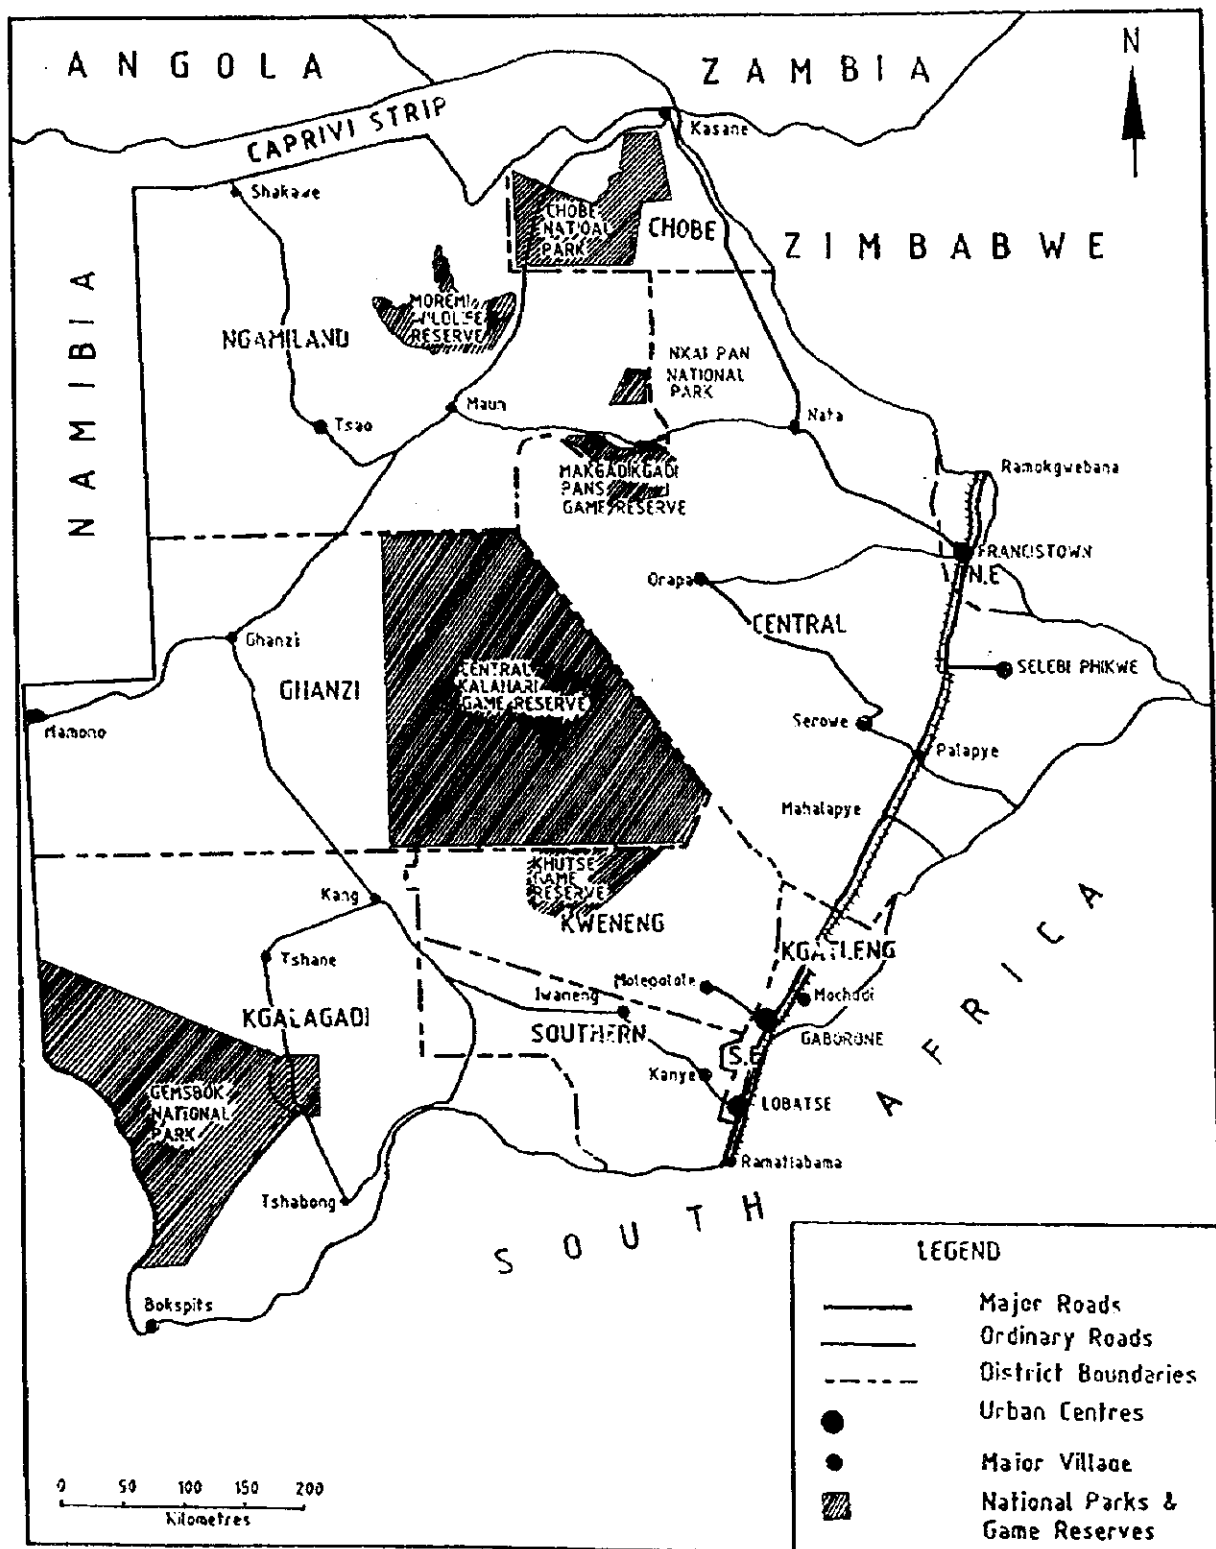 ANGOLA
ZAMBIA
N
CAPRIVI STRIP
Kasane
Shakawe
CHOBE
NATIOAL
PARK
CHOBE
ZIMBABWE
NAMIBIA
NGAMILAND
MOREMI
WILDLIFE
RESERVE
NXAI PAN
NATIONAL
PARK
Maun
Tsao
Nata
MAKGADIKGADI
PANS
GAME RESERVE
Ramokgwebana
FRANCISTOWN
N.E
Orapa
CENTRAL
Ghanzi
GHANZI
CENTRAL
KALAHARI
GAME RESERVE
SELEBI PHIKWE
Mamono
Serowe
Palapye
Mahalapye
KHUTSE
GAME
RESERVE
Kang
KWENENG
KGATLENG
Tshane
Molepolole
Mochudi
Jwaneng
KGALAGADI
SOUTHERN
GABORONE
S.E
Kanye
GEMSBOK
NATIONAL
PARK
LOBATSE
Ramatlabama
Tshabong
SOUTH AFRICA
Bokspits
LEGEND
Major Roads
Ordinary Roads
District Boundaries
Urban Centres
Major Village
National Parks &
Game Reserves
0 50 100 150 200
Kilometres